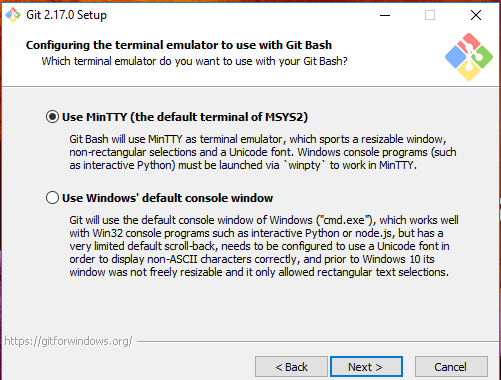 Git 2.17.0 Setup
Configuring the terminal emulator to use with Git Bash
Which terminal emulator do you want to use with your Git Bash?
Use MinTTY (the default terminal of MSYS2)
Git Bash will use MinTTY as terminal emulator, which sports a resizable window,
non-rectangular selections and a Unicode font. Windows console programs (such
as interactive Python) must be launched via `winpty` to work in MinTTY.
Use Windows' default console window
Git will use the default console window of Windows ("cmd.exe"), which works well
with Win32 console programs such as interactive Python or node.js, but has a
very limited default scroll-back, needs to be configured to use a Unicode font in
order to display non-ASCII characters correctly, and prior to Windows 10 its
window was not freely resizable and it only allowed rectangular text selections.
https://gitforwindows.org/
< Back
Next >
Cancel